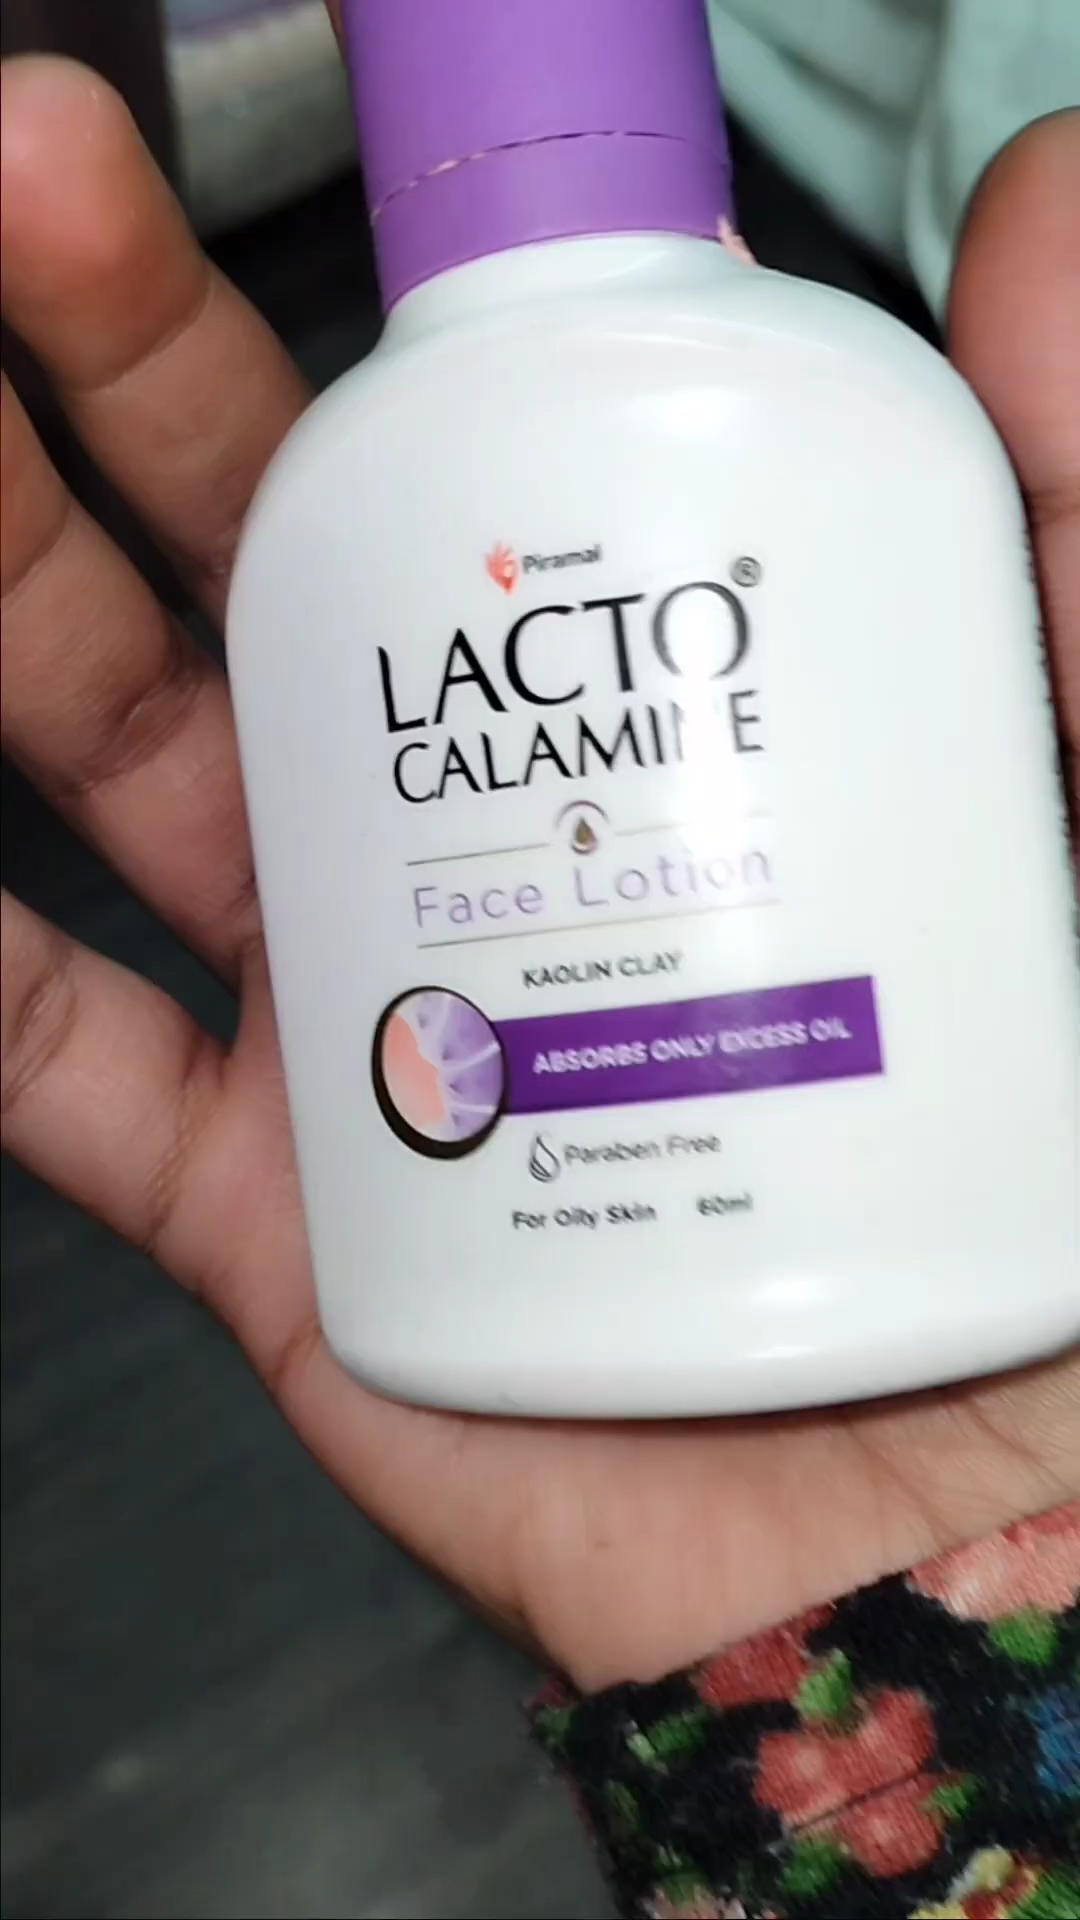 Piramal
LACTO®
CALAMINE
Face Lotion
KAOLIN CLAY
ABSORBS ONLY EXCESS OIL
Paraben Free
For Oily Skin 60ml